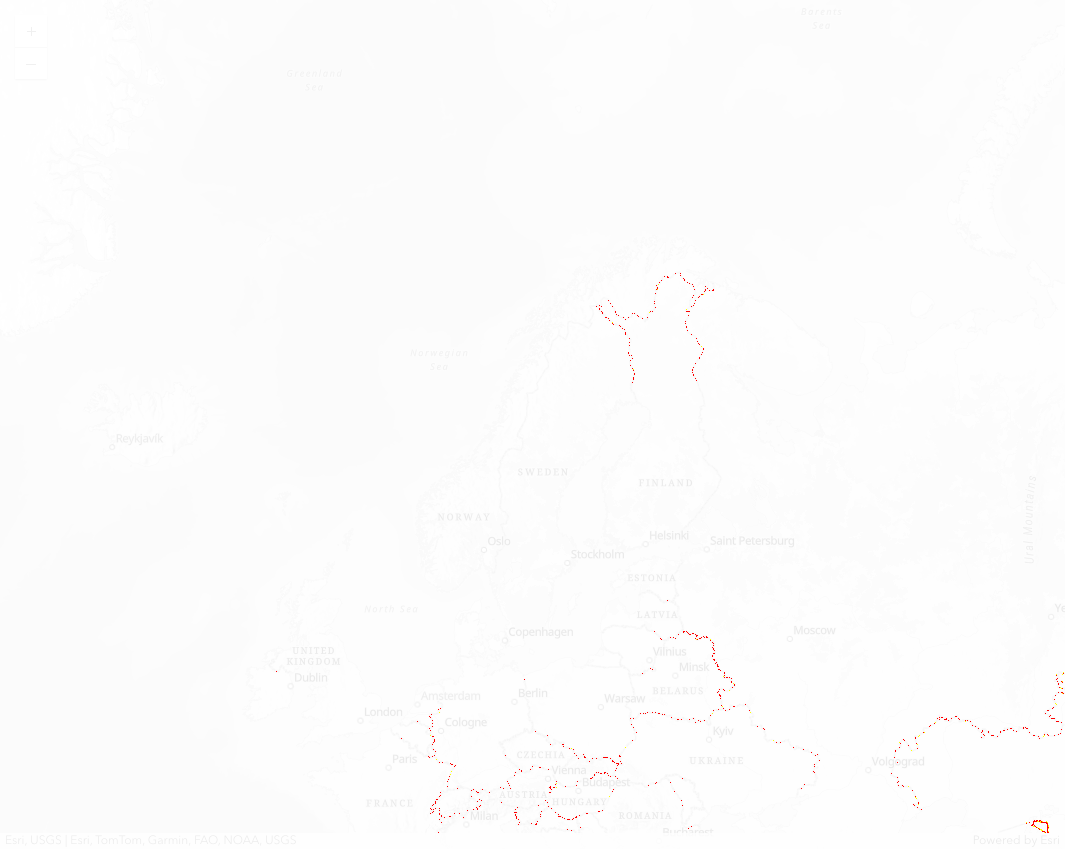 +
Barents
Sea
−
Greenland
Sea
Norwegian
Sea
Reykjavík
SWEDEN
FINLAND
Ural Mountains
NORWAY
Oslo
Helsinki
Saint Petersburg
Stockholm
ESTONIA
North Sea
LATVIA
Ye
Copenhagen
Moscow
UNITED
KINGDOM
Vilnius
Minsk
Dublin
BELARUS
Amsterdam
Berlin
Warsaw
London
Cologne
Kyiv
Paris
CZECHIA
UKRAINE
Volgograd
Vienna
Budapest
AUSTRIA
FRANCE
HUNGARY
Milan
ROMANIA
Bucharest
Esri, USGS | Esri, TomTom, Garmin, FAO, NOAA, USGS
Powered by Esri